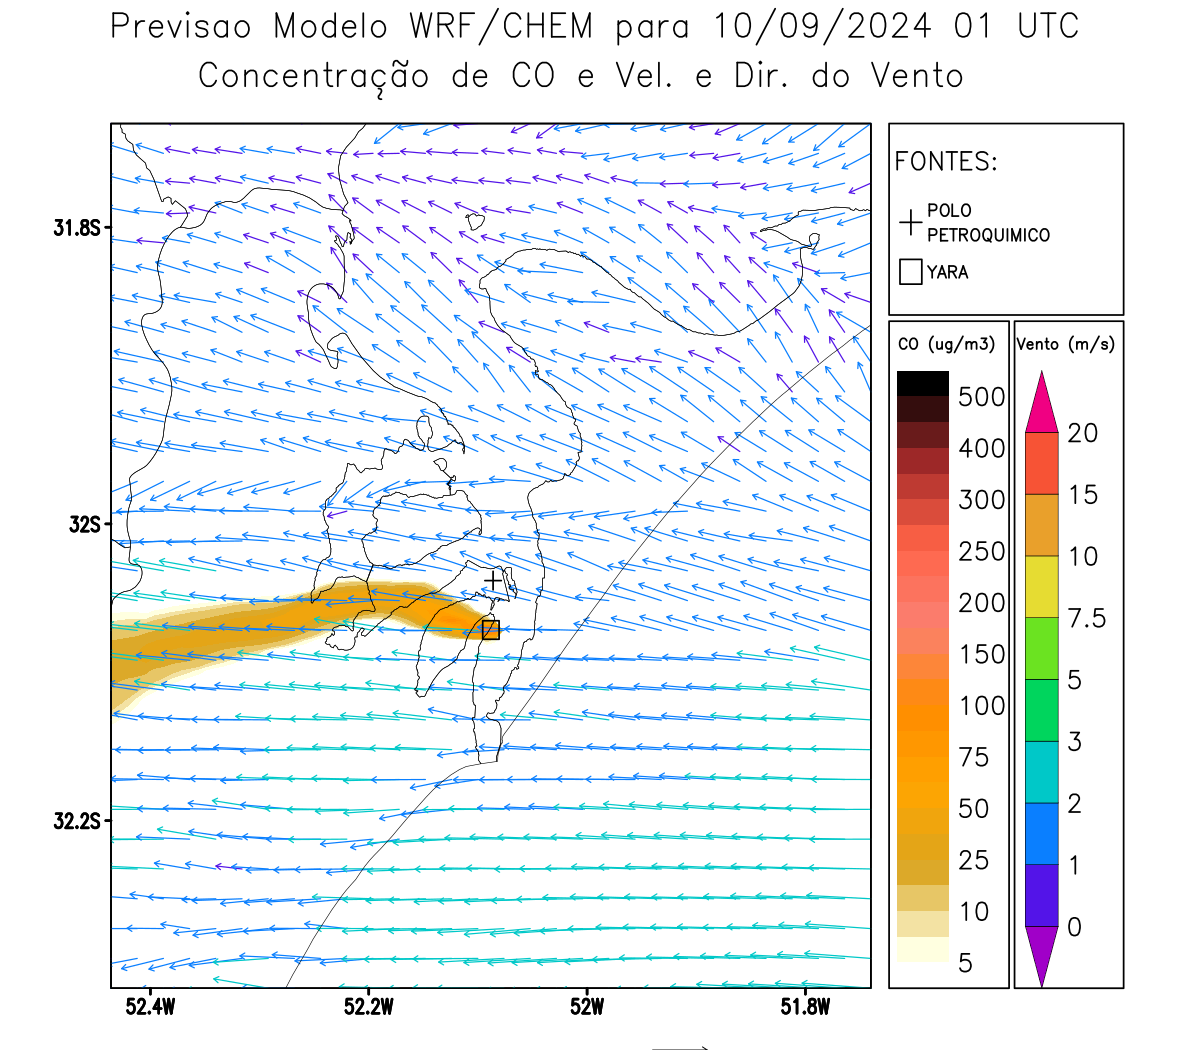 Previsao Modelo WRF/CHEM para 10/09/2024 01 UTC
Concentração de CO e Vel. e Dir. do Vento
FONTES:
POLO
PETROQUIMICO
YARA
CO (ug/m3)
500
400
300
250
200
150
100
75
50
25
10
5
Vento (m/s)
20
15
10
7.5
5
3
2
1
0
31.8S
32S
32.2S
52.4W
52.2W
52W
51.8W